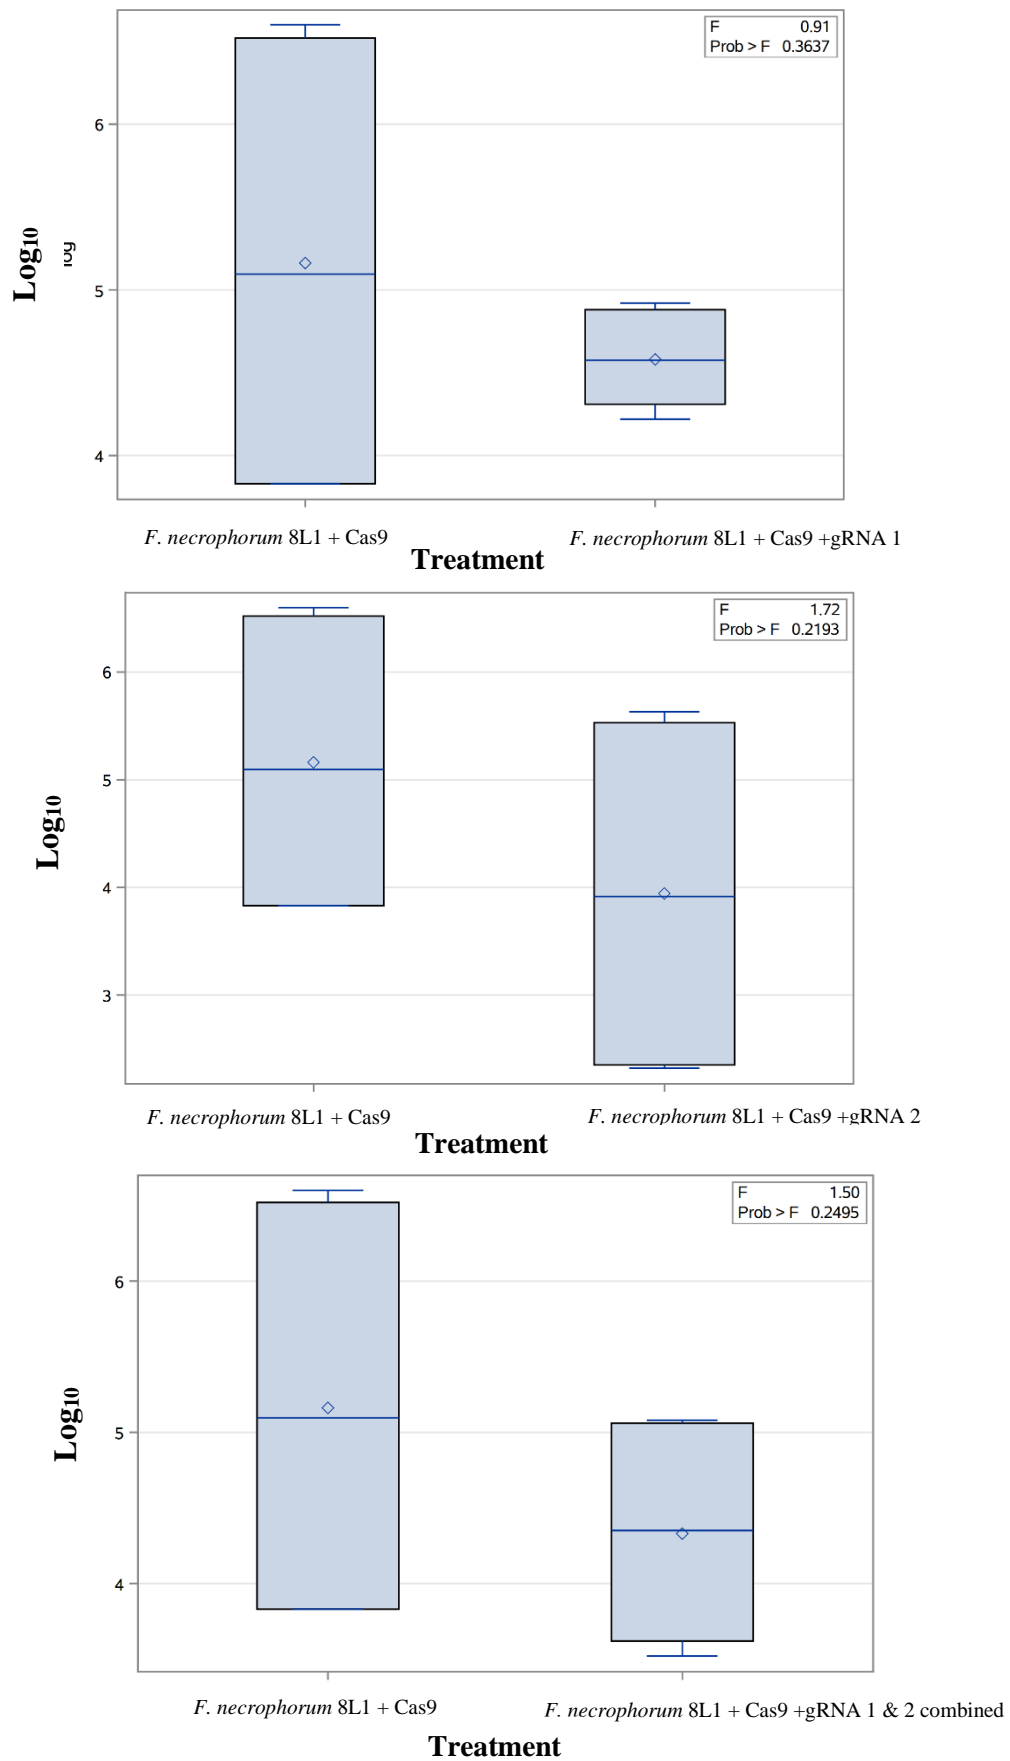 F 0.91
Prob > F 0.3637
6
5
4
Log10
log
F. necrophorum 8L1 + Cas9
F. necrophorum 8L1 + Cas9 +gRNA 1
Treatment
F 1.72
Prob > F 0.2193
6
5
4
3
Log10
F. necrophorum 8L1 + Cas9
F. necrophorum 8L1 + Cas9 +gRNA 2
Treatment
F 1.50
Prob > F 0.2495
6
5
4
Log10
F. necrophorum 8L1 + Cas9
F. necrophorum 8L1 + Cas9 +gRNA 1 & 2 combined
Treatment